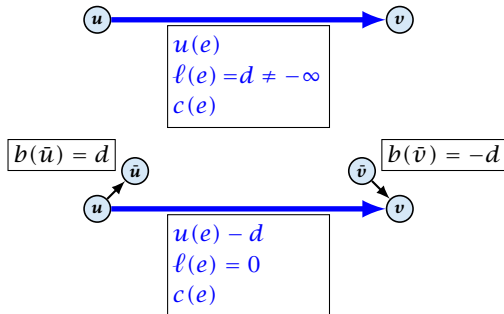 u v
u(e)
ℓ(e) =d ≠ −∞
c(e)
b(ū) = d ū v̄ b(v̄) = −d
u v
u(e) − d
ℓ(e) = 0
c(e)